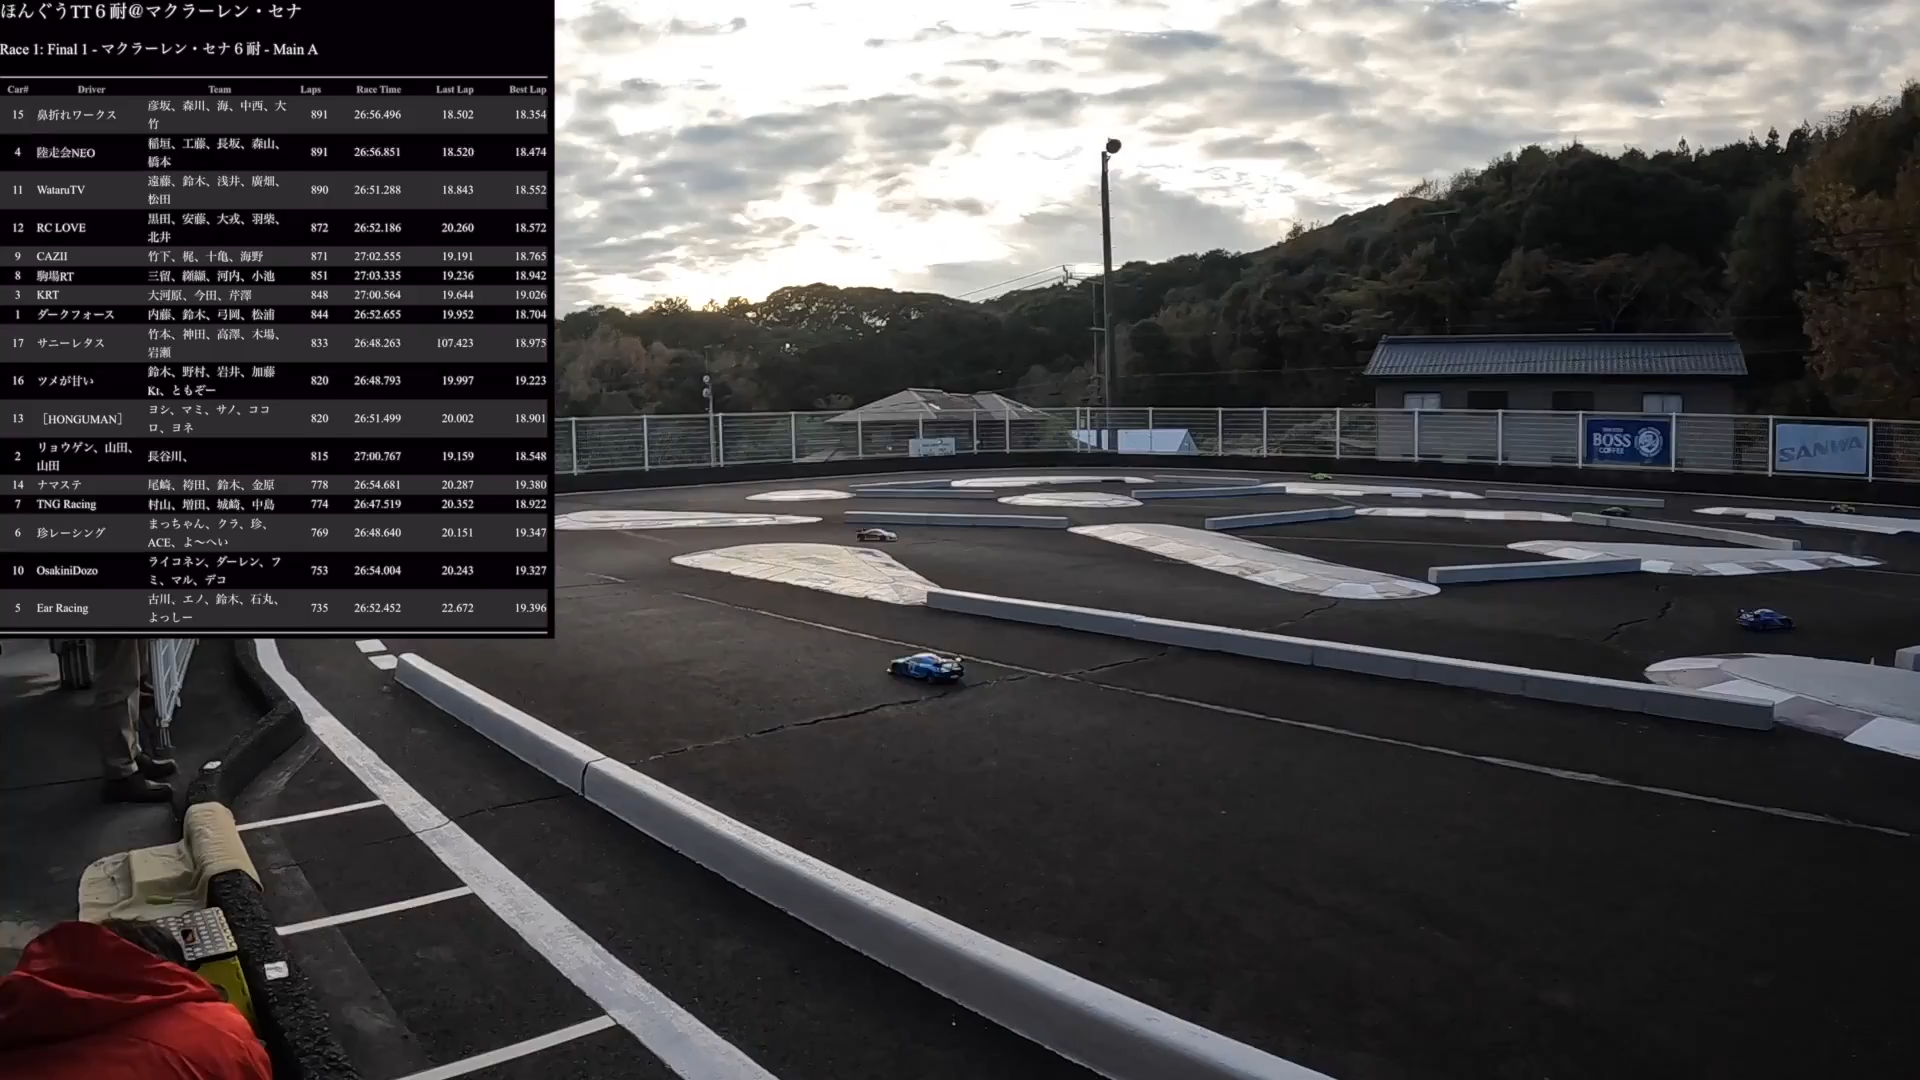 ほんぐうTT６耐＠マクラーレン・セナ
Race 1: Final 1 - マクラーレン・セナ６耐 - Main A
Car# Driver Team Laps Race Time Last Lap Best Lap
15 鼻折れワークス 彦坂、森川、海、中西、大竹 891 26:56.496 18.502 18.354
4 陸走会NEO 稲垣、工藤、長坂、森山、橋本 891 26:56.851 18.520 18.474
11 WataruTV 遠藤、鈴木、浅井、廣畑、松田 890 26:51.288 18.843 18.552
12 RC LOVE 黒田、安藤、大戎、羽柴、北井 872 26:52.186 20.260 18.572
9 CAZII 竹下、梶、十亀、海野 871 27:02.555 19.191 18.765
8 駒場RT 三留、纐纈、河内、小池 851 27:03.335 19.236 18.942
3 KRT 大河原、今田、芹澤 848 27:00.564 19.644 19.026
1 ダークフォース 内藤、鈴木、弓岡、松浦 844 26:52.655 19.952 18.704
17 サニーレタス 竹本、神田、高澤、木場、岩瀬 833 26:48.263 107.423 18.975
16 ツメが甘い 鈴木、野村、岩井、加藤Kt、ともぞー 820 26:48.793 19.997 19.223
13 ［HONGUMAN］ ヨシ、マミ、サノ、ココロ、ヨネ 820 26:51.499 20.002 18.901
2 リョウゲン、山田、山田 長谷川、 815 27:00.767 19.159 18.548
14 ナマステ 尾崎、袴田、鈴木、金原 778 26:54.681 20.287 19.380
7 TNG Racing 村山、増田、城崎、中島 774 26:47.519 20.352 18.922
6 珍レーシング まっちゃん、クラ、珍、ACE、よ〜へい 769 26:48.640 20.151 19.347
10 OsakiniDozo ライコネン、ダーレン、フミ、マル、デコ 753 26:54.004 20.243 19.327
5 Ear Racing 古川、エノ、鈴木、石丸、よっしー 735 26:52.452 22.672 19.396
BOSS
COFFEE
SANWA